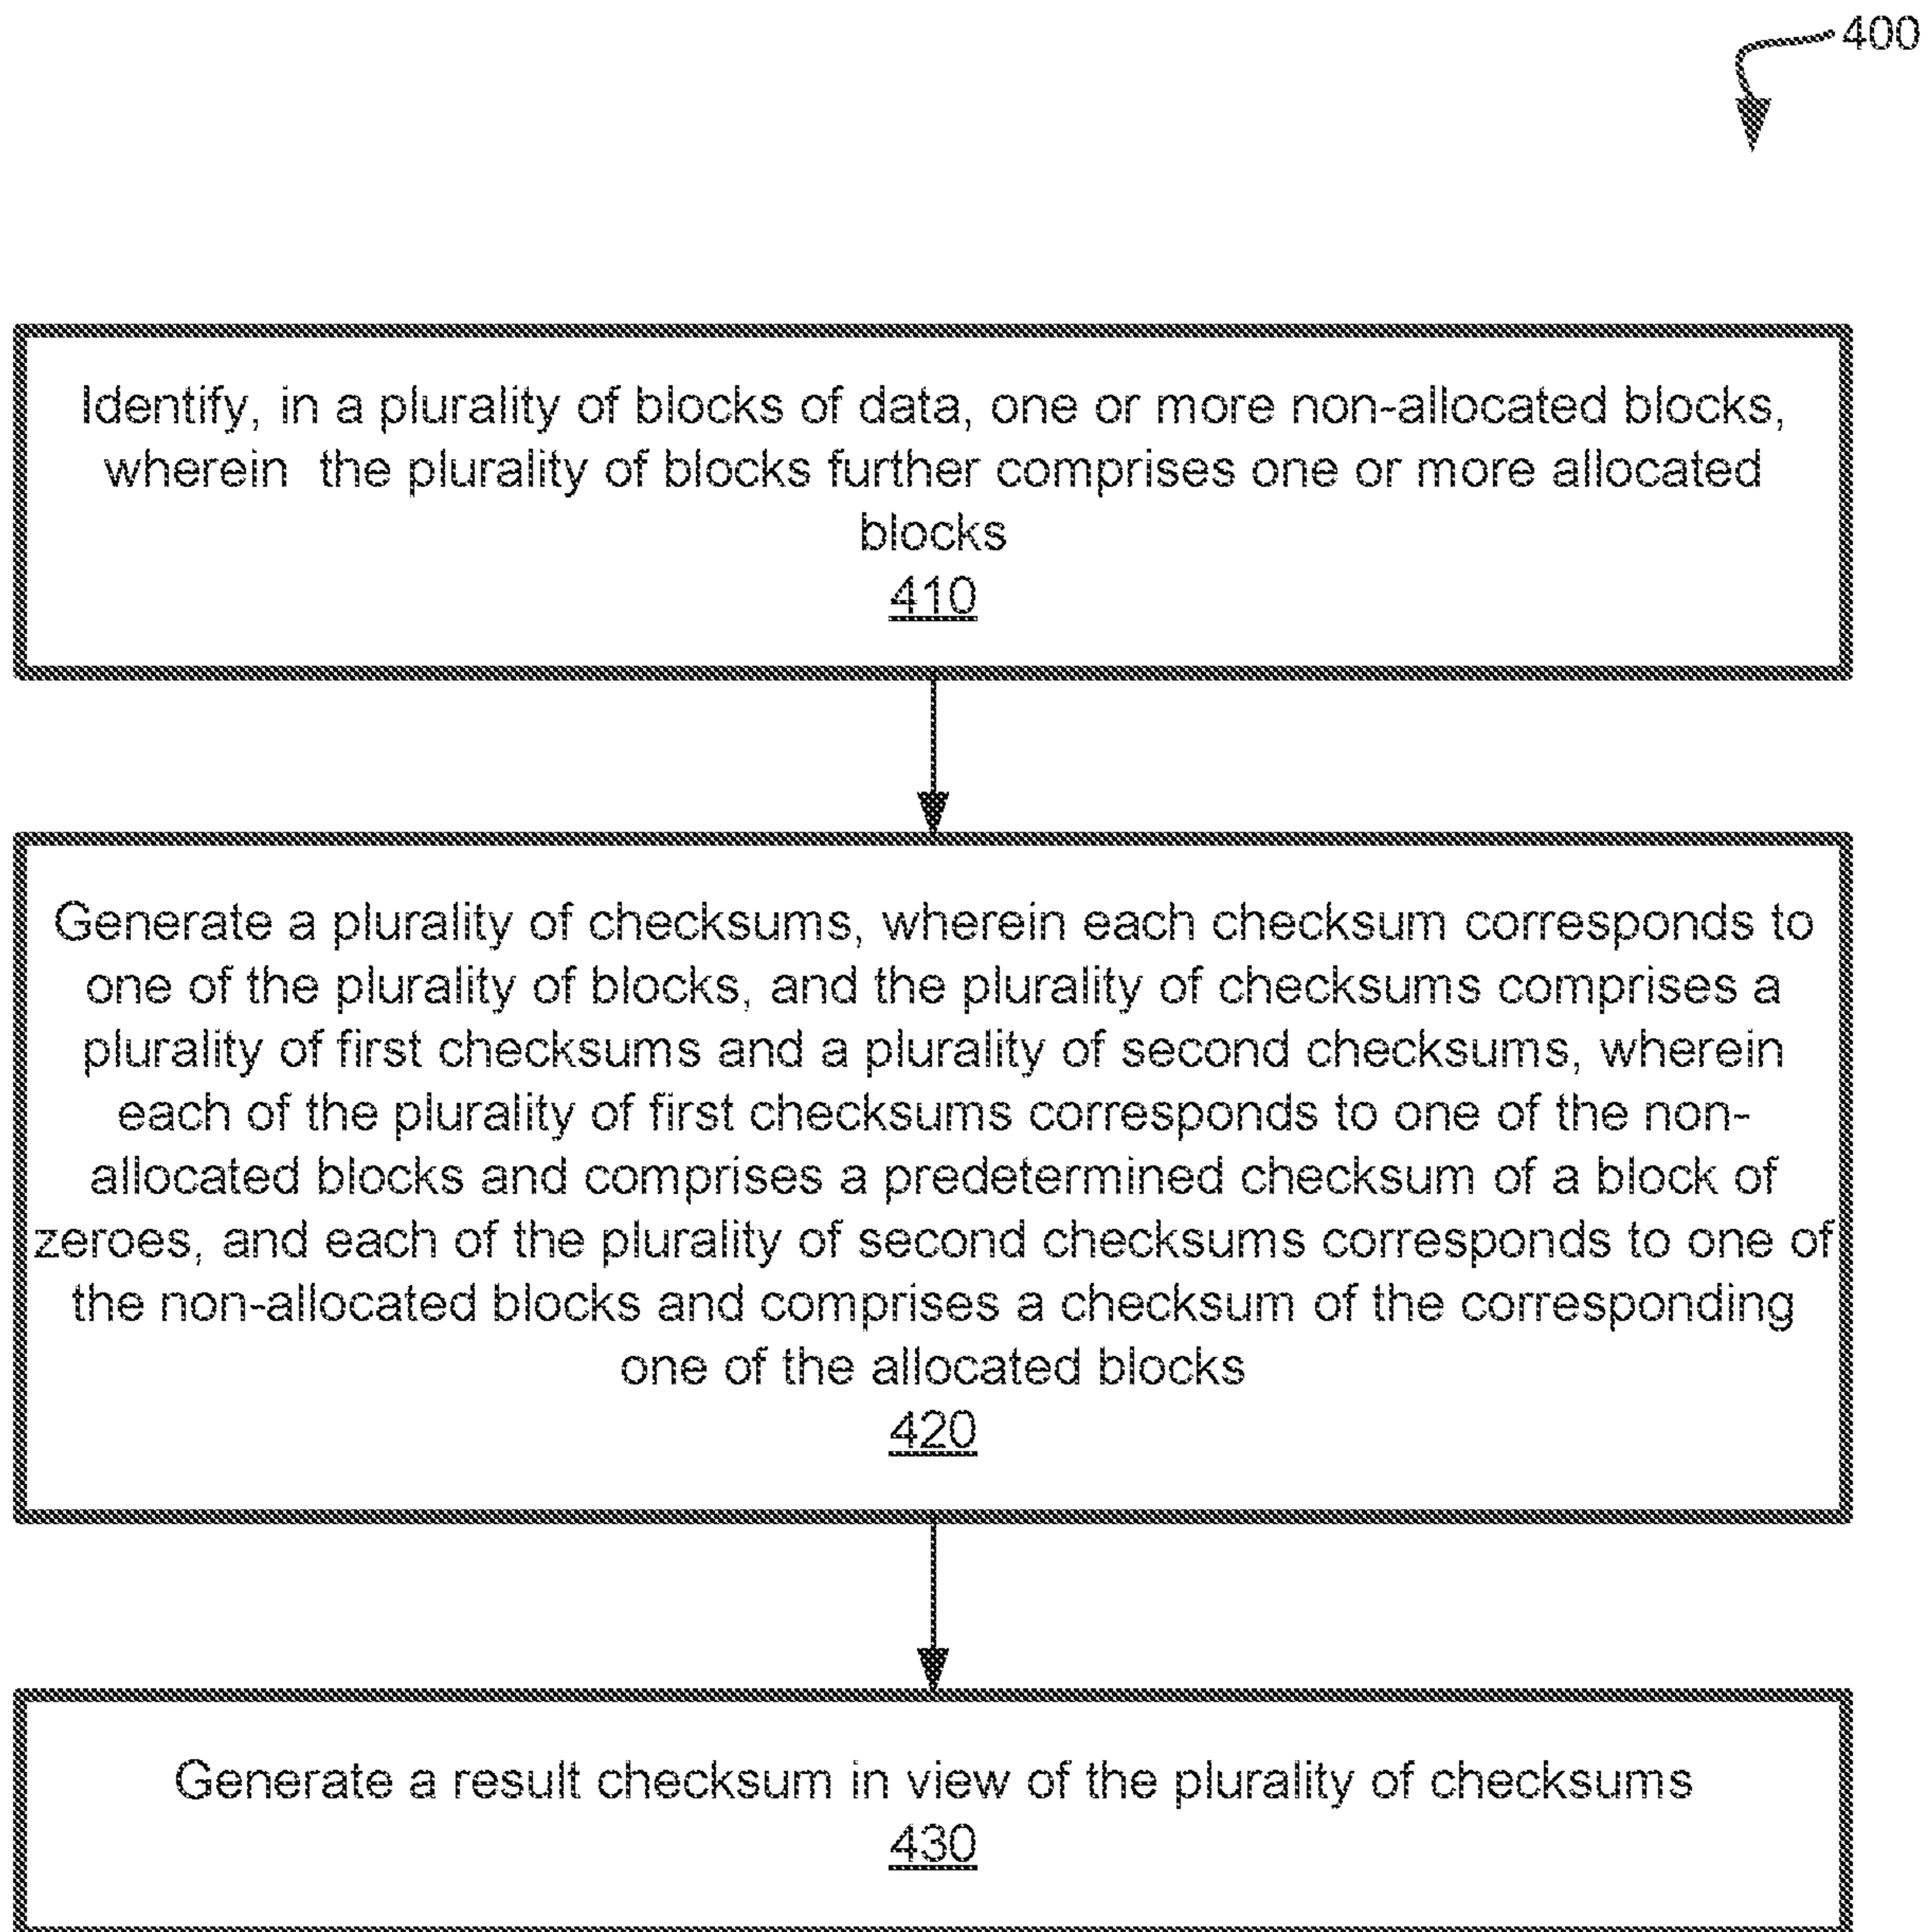 400
Identify, in a plurality of blocks of data, one or more non-allocated blocks,
wherein the plurality of blocks further comprises one or more allocated
blocks
410
Generate a plurality of checksums, wherein each checksum corresponds to
one of the plurality of blocks, and the plurality of checksums comprises a
plurality of first checksums and a plurality of second checksums, wherein
each of the plurality of first checksums corresponds to one of the non-
allocated blocks and comprises a predetermined checksum of a block of
zeroes, and each of the plurality of second checksums corresponds to one of
the non-allocated blocks and comprises a checksum of the corresponding
one of the allocated blocks
420
Generate a result checksum in view of the plurality of checksums
430